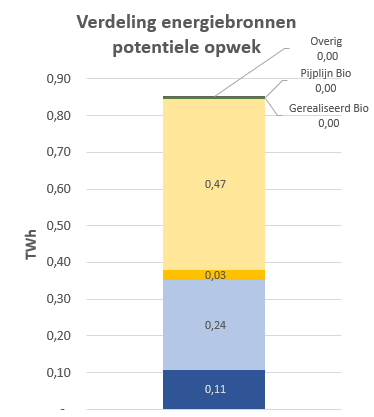 Verdeling energiebronnen
potentiele opwek
Overig
0,00
Pijplijn Bio
0,00
Gerealiseerd Bio
0,00
0,90
0,80
0,70
0,60
0,50
0,40
0,30
0,20
0,10
TWh
0,47
0,03
0,24
0,11